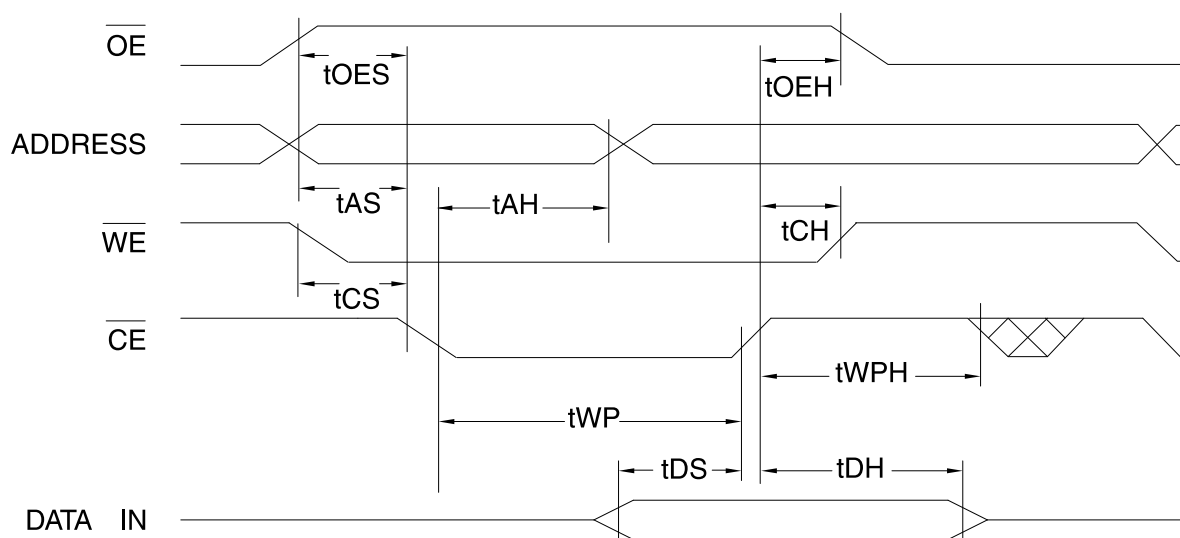 OE
tOES
tOEH
ADDRESS
tAS
tAH
tCH
WE
tCS
CE
tWPH
tWP
tDS
tDH
DATA IN